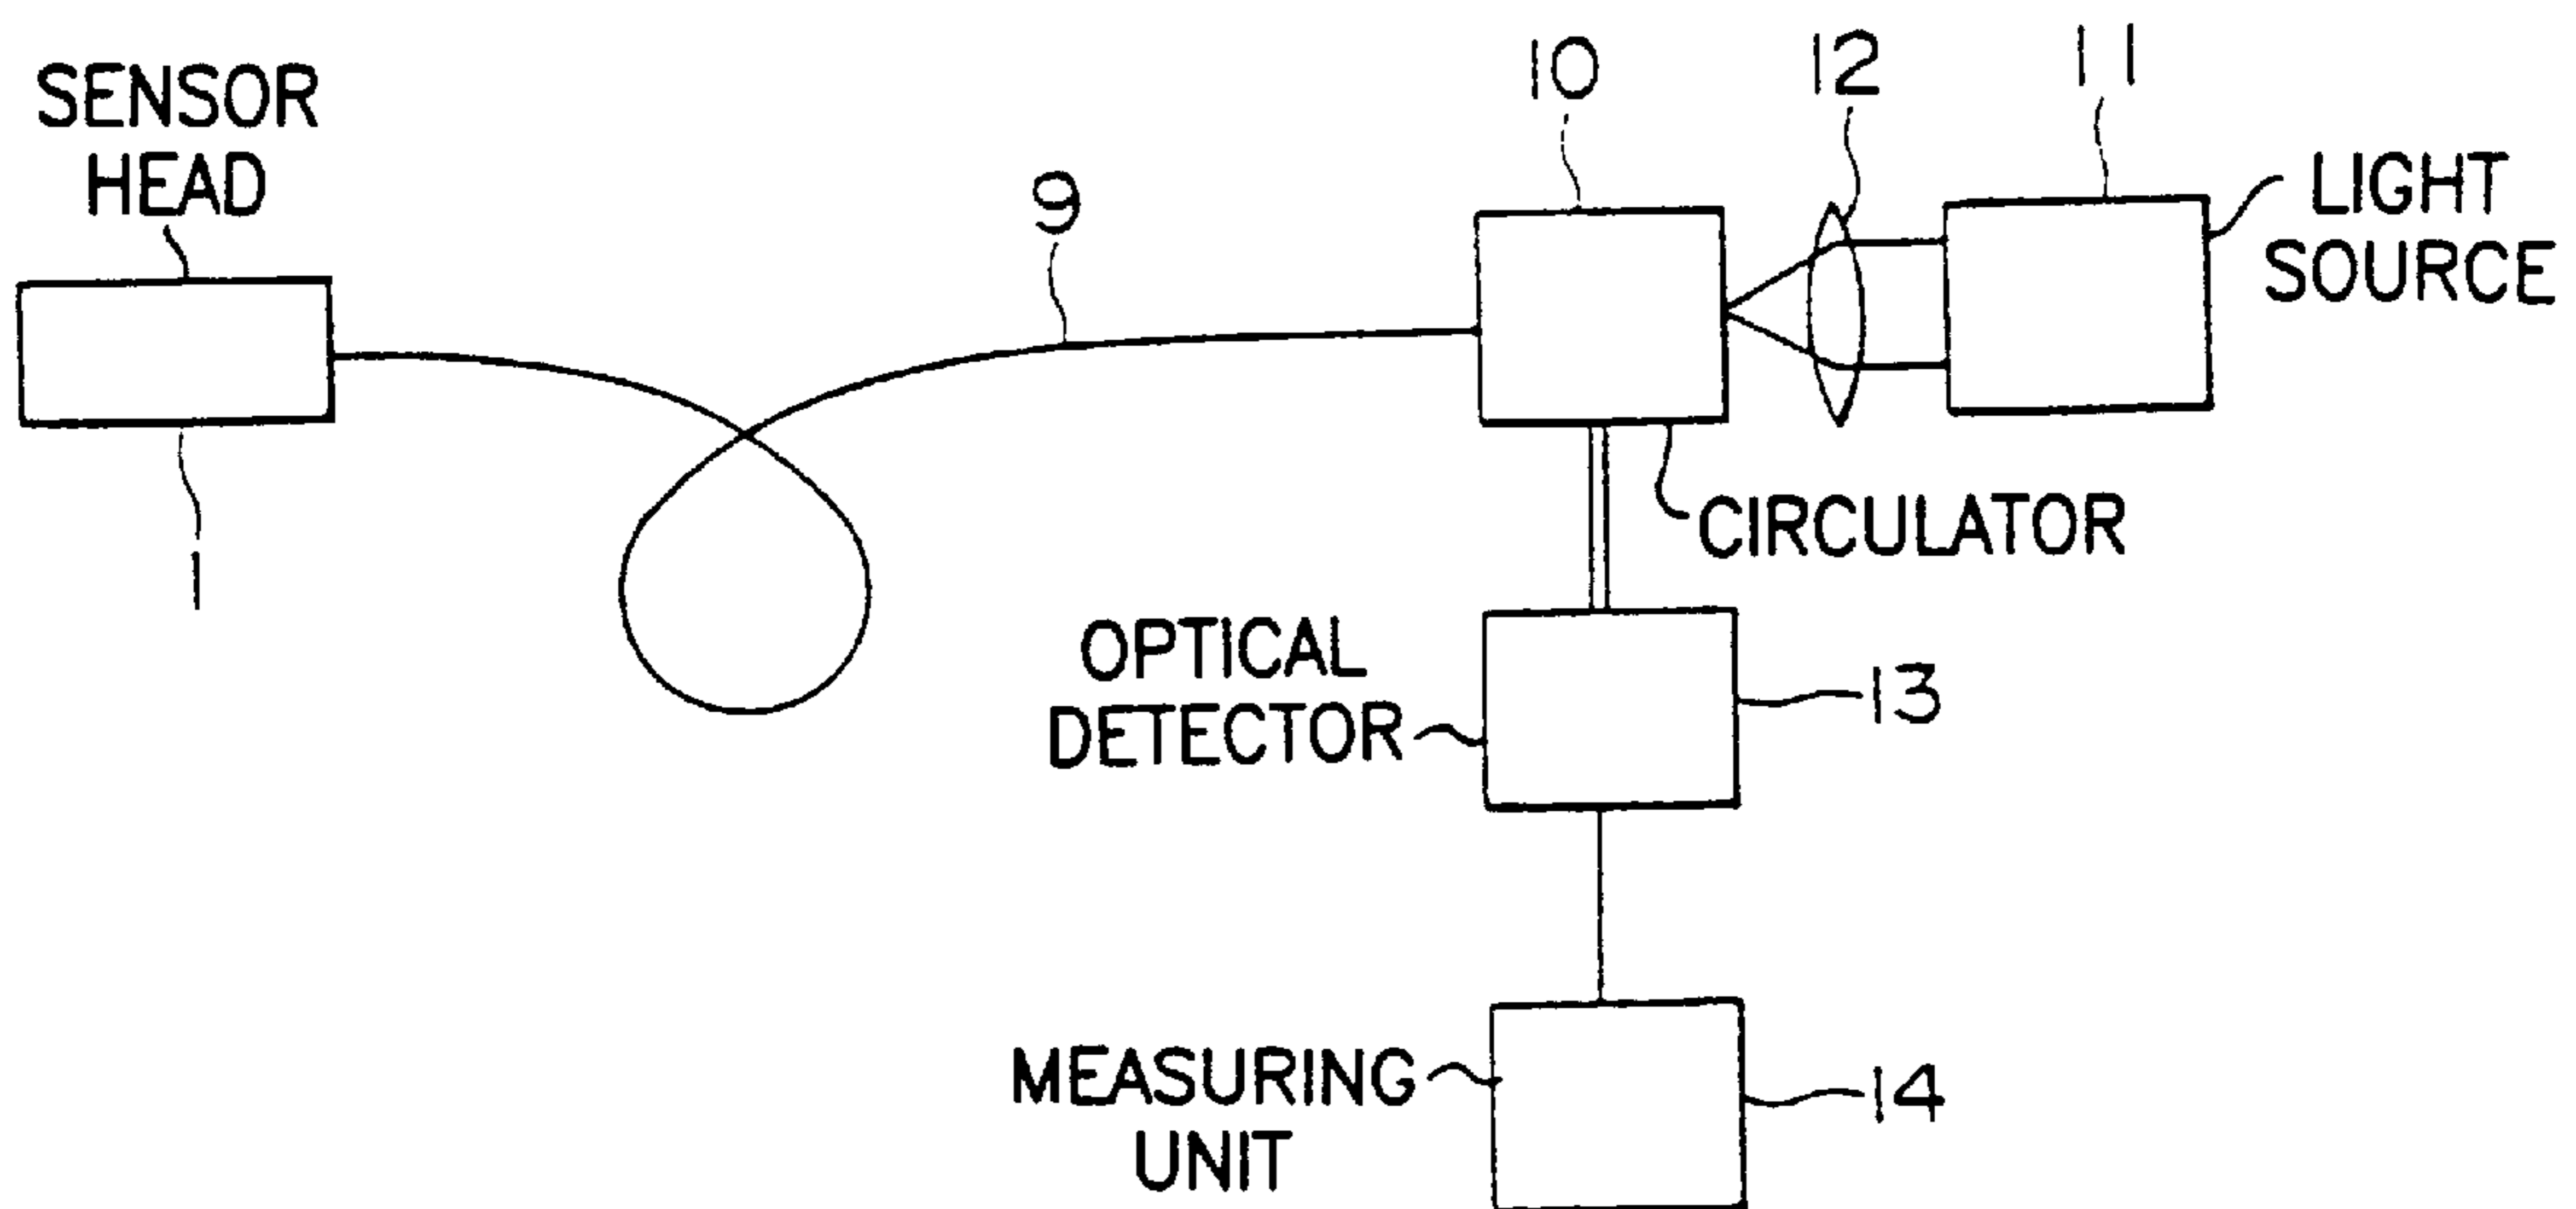 SENSOR
HEAD
1
9
10
12
11
LIGHT
SOURCE
CIRCULATOR
OPTICAL
DETECTOR
13
MEASURING
UNIT
14